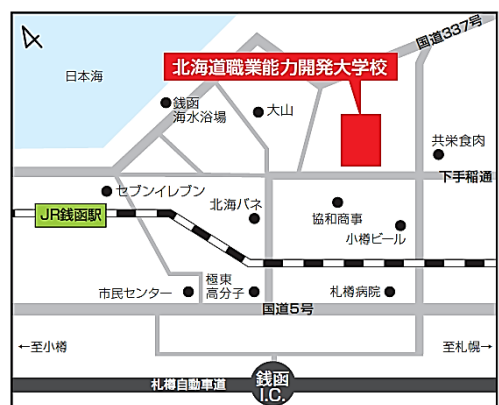 国道337号
日本海
北海道職業能力開発大学校
銭函
海水浴場
大山
共栄食肉
下手稲通
セブンイレブン
JR銭函駅
北海バネ
協和商事
小樽ビール
市民センター
極東
高分子
札樽病院
国道5号
←至小樽
至札幌→
札樽自動車道
銭函
I.C.